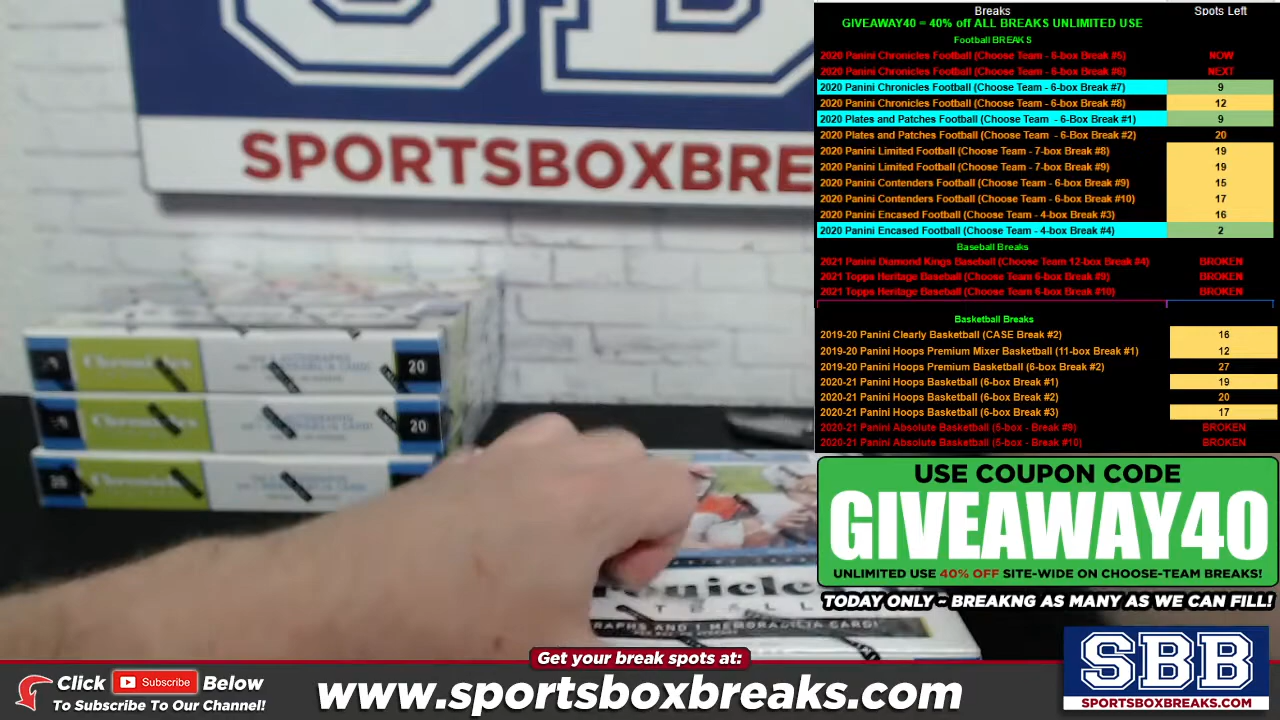 SPORTSBOXBRE
20
20
Chronicles
Breaks Spots Left
GIVEAWAY40 = 40% off ALL BREAKS UNLIMITED USE
Football BREAKS
2020 Panini Chronicles Football (Choose Team - 6-box Break #5) NOW
2020 Panini Chronicles Football (Choose Team - 6-box Break #6) NEXT
2020 Panini Chronicles Football (Choose Team - 6-box Break #7) 9
2020 Panini Chronicles Football (Choose Team - 6-box Break #8) 12
2020 Plates and Patches Football (Choose Team - 6-Box Break #1) 9
2020 Plates and Patches Football (Choose Team - 6-Box Break #2) 20
2020 Panini Limited Football (Choose Team - 7-box Break #8) 19
2020 Panini Limited Football (Choose Team - 7-box Break #9) 19
2020 Panini Contenders Football (Choose Team - 6-box Break #9) 15
2020 Panini Contenders Football (Choose Team - 6-box Break #10) 17
2020 Panini Encased Football (Choose Team - 4-box Break #3) 16
2020 Panini Encased Football (Choose Team - 4-box Break #4) 2
Baseball Breaks
2021 Panini Diamond Kings Baseball (Choose Team 12-box Break #4) BROKEN
2021 Topps Heritage Baseball (Choose Team 6-box Break #9) BROKEN
2021 Topps Heritage Baseball (Choose Team 6-box Break #10) BROKEN
Basketball Breaks
2019-20 Panini Clearly Basketball (CASE Break #2) 16
2019-20 Panini Hoops Premium Mixer Basketball (11-box Break #1) 12
2019-20 Panini Hoops Premium Basketball (6-box Break #2) 27
2020-21 Panini Hoops Basketball (6-box Break #1) 19
2020-21 Panini Hoops Basketball (6-box Break #2) 20
2020-21 Panini Hoops Basketball (6-box Break #3) 17
2020-21 Panini Absolute Basketball (5-box - Break #9) BROKEN
2020-21 Panini Absolute Basketball (5-box - Break #10) BROKEN
USE COUPON CODE
GIVEAWAY40
UNLIMITED USE 40% OFF SITE-WIDE ON CHOOSE-TEAM BREAKS!
TODAY ONLY ~ BREAKNG AS MANY AS WE CAN FILL!
Get your break spots at:
Click Subscribe Below
To Subscribe To Our Channel!
www.sportsboxbreaks.com
SBB
SPORTSBOXBREAKS.COM